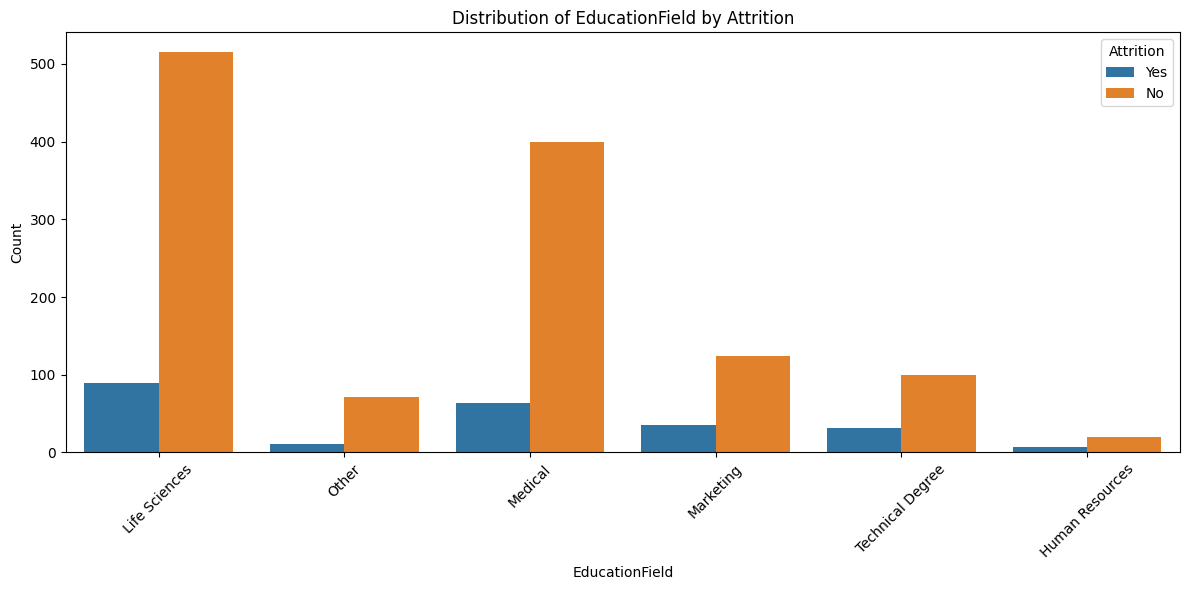 Distribution of EducationField by Attrition
Attrition
Yes
No
Count
500
400
300
200
100
0
Life Sciences
Other
Medical
Marketing
Technical Degree
Human Resources
EducationField